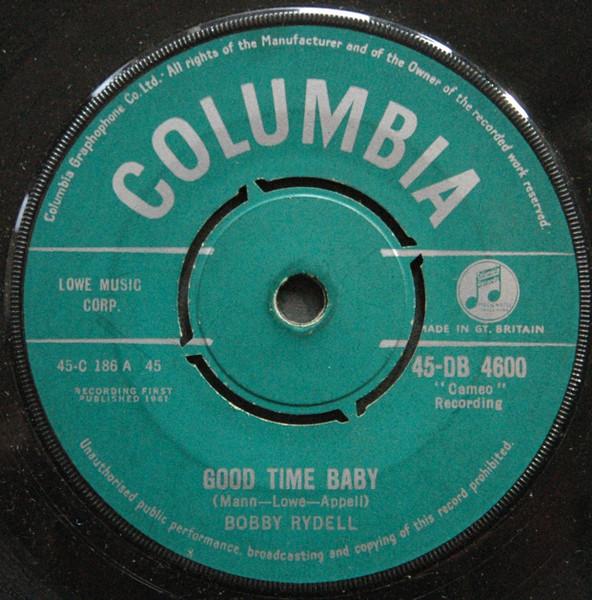 Columbia Graphophone Co. Ltd. · All rights of the Manufacturer and of the Owner of the recorded work reserved.
COLUMBIA
LOWE MUSIC
CORP.
MADE IN GT. BRITAIN
45-C 186 A 45
RECORDING FIRST
PUBLISHED 1961
45-DB 4600
"Cameo"
Recording
GOOD TIME BABY
(Mann—Lowe—Appell)
BOBBY RYDELL
Unauthorised public performance, broadcasting and copying of this record prohibited.